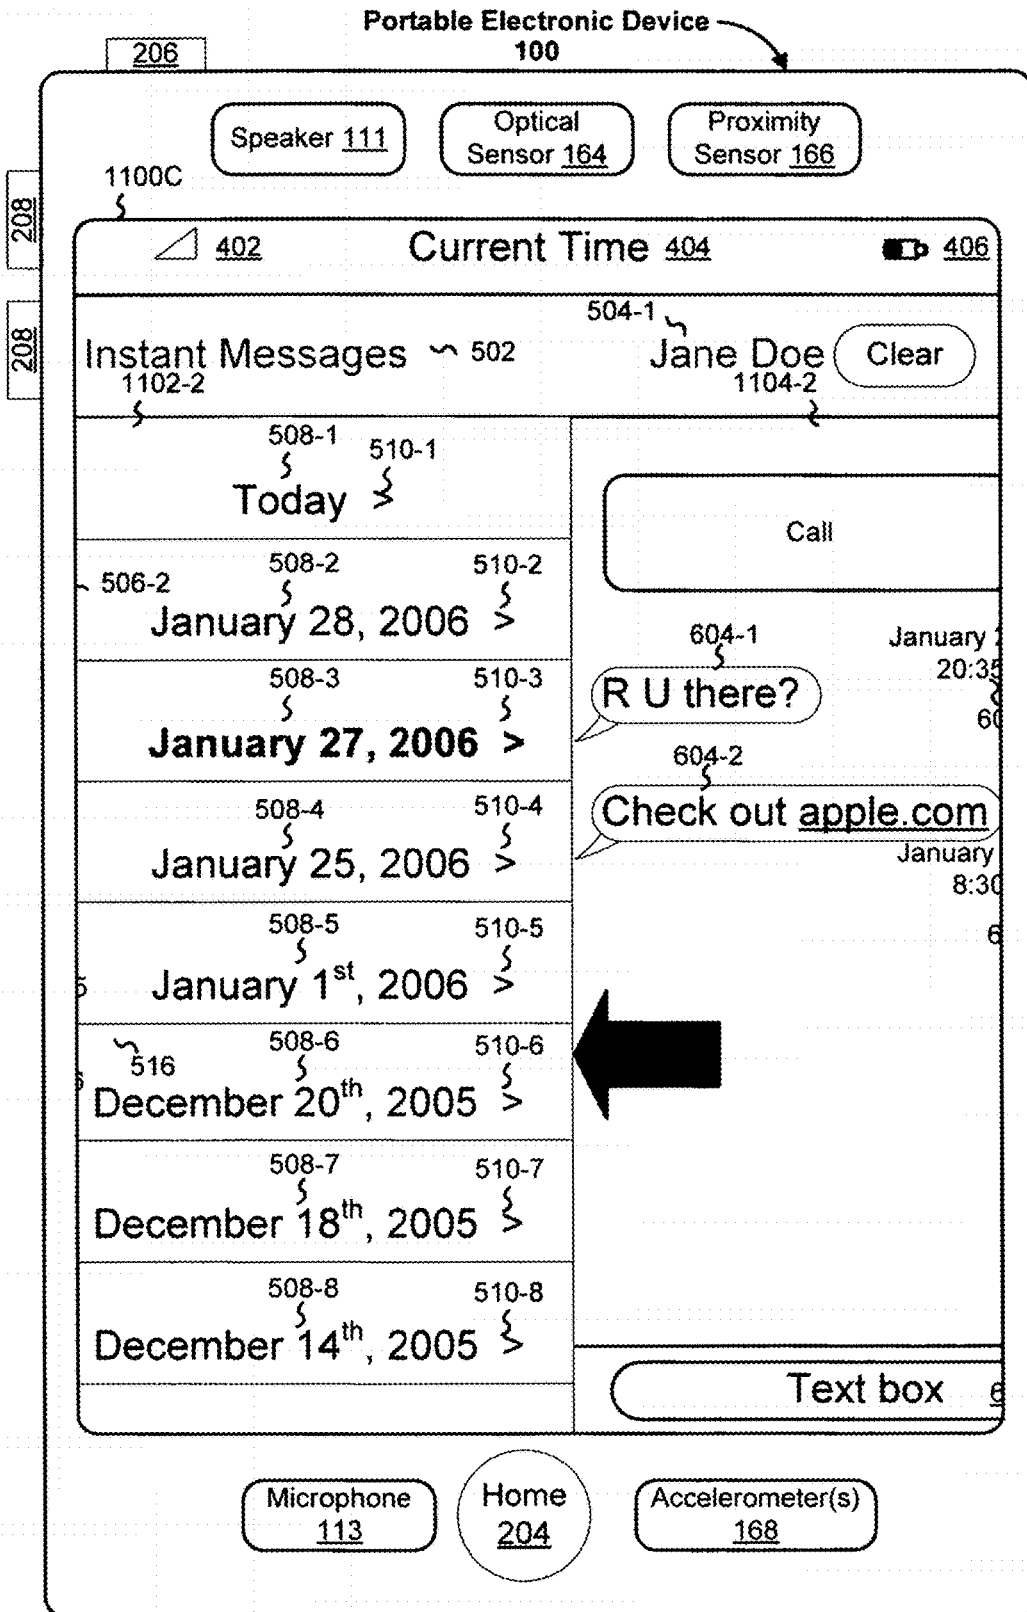 Portable Electronic Device
100
206
Speaker 111
Optical
Sensor 164
Proximity
Sensor 166
1100C
208
402 Current Time 404 406
208
504-1
Instant Messages 502 Jane Doe Clear
1102-2 1104-2
508-1 510-1
Today >
Call
508-2 510-2
506-2
January 28, 2006 >
604-1
January
20:35
R U there?
508-3 510-3
January 27, 2006 >
604-2
Check out apple.com
January
8:30
508-4 510-4
January 25, 2006 >
508-5 510-5
January 1st, 2006 >
508-6 510-6
516
December 20th, 2005 >
508-7 510-7
December 18th, 2005 >
508-8 510-8
December 14th, 2005 >
Text box
Microphone
113
Home
204
Accelerometer(s)
168